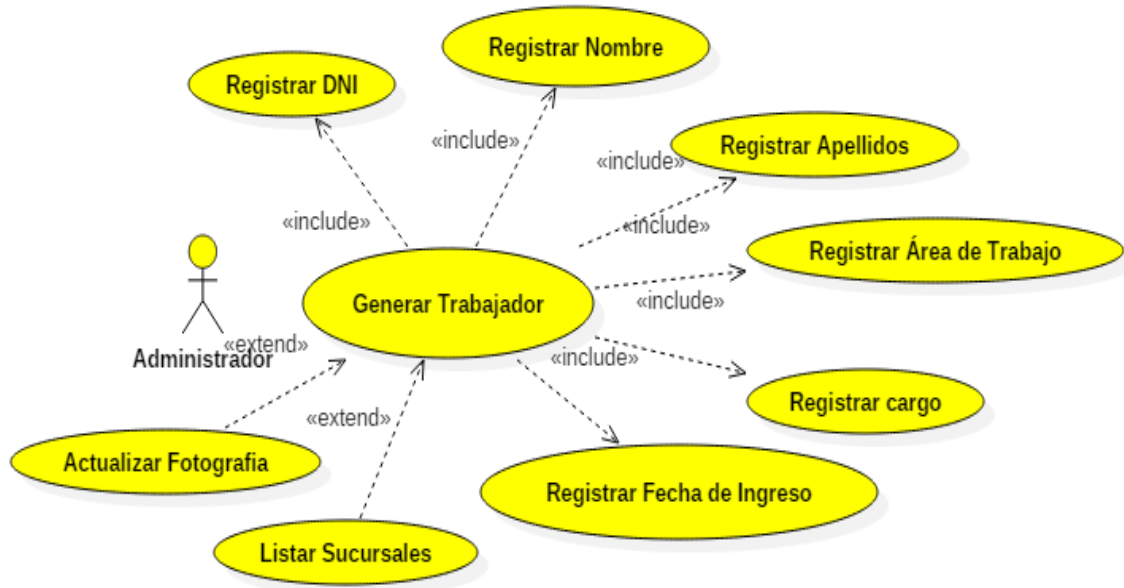 Registrar Nombre
Registrar DNI
«include»
Registrar Apellidos
«include»
«include»
«include»
Registrar Área de Trabajo
Generar Trabajador
«include»
«extend»
Administrador
«include»
Registrar cargo
«extend»
Actualizar Fotografia
Registrar Fecha de Ingreso
Listar Sucursales